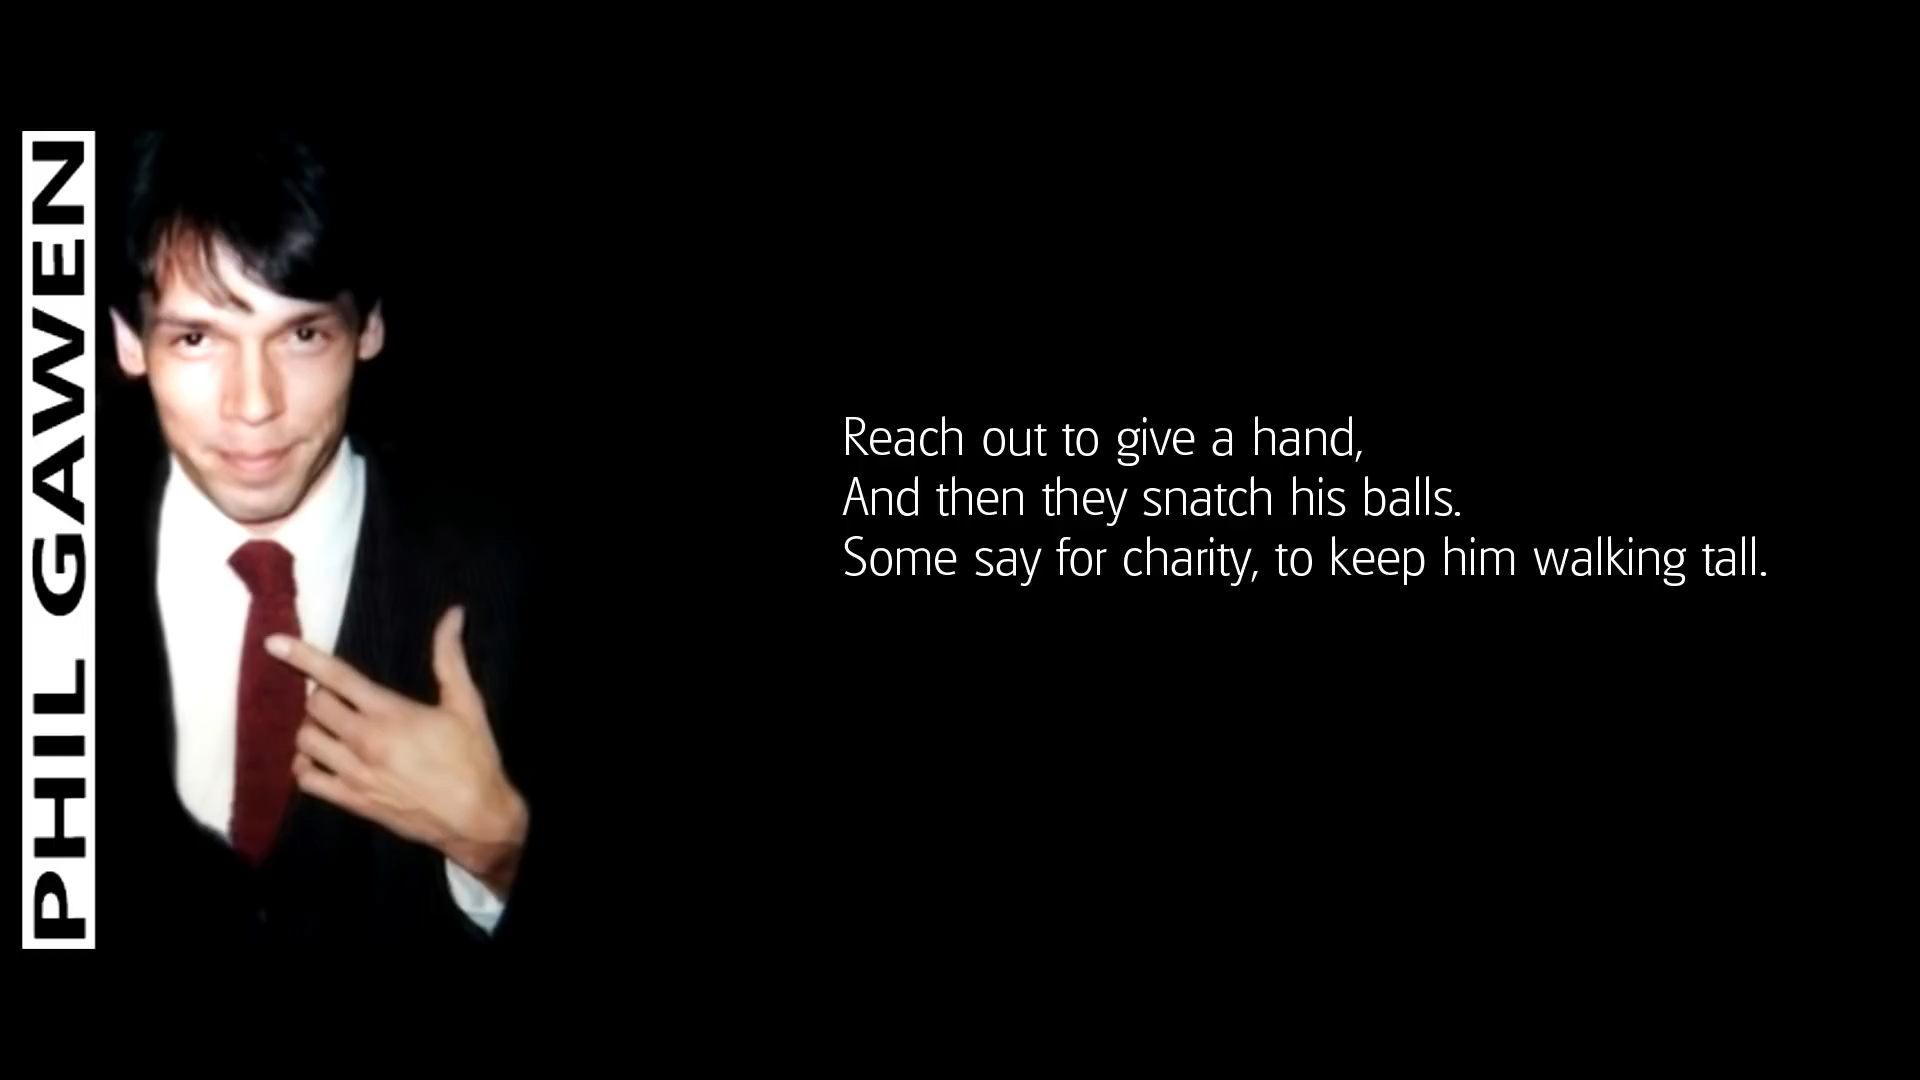 PHIL GAWEN
Reach out to give a hand,
And then they snatch his balls.
Some say for charity, to keep him walking tall.